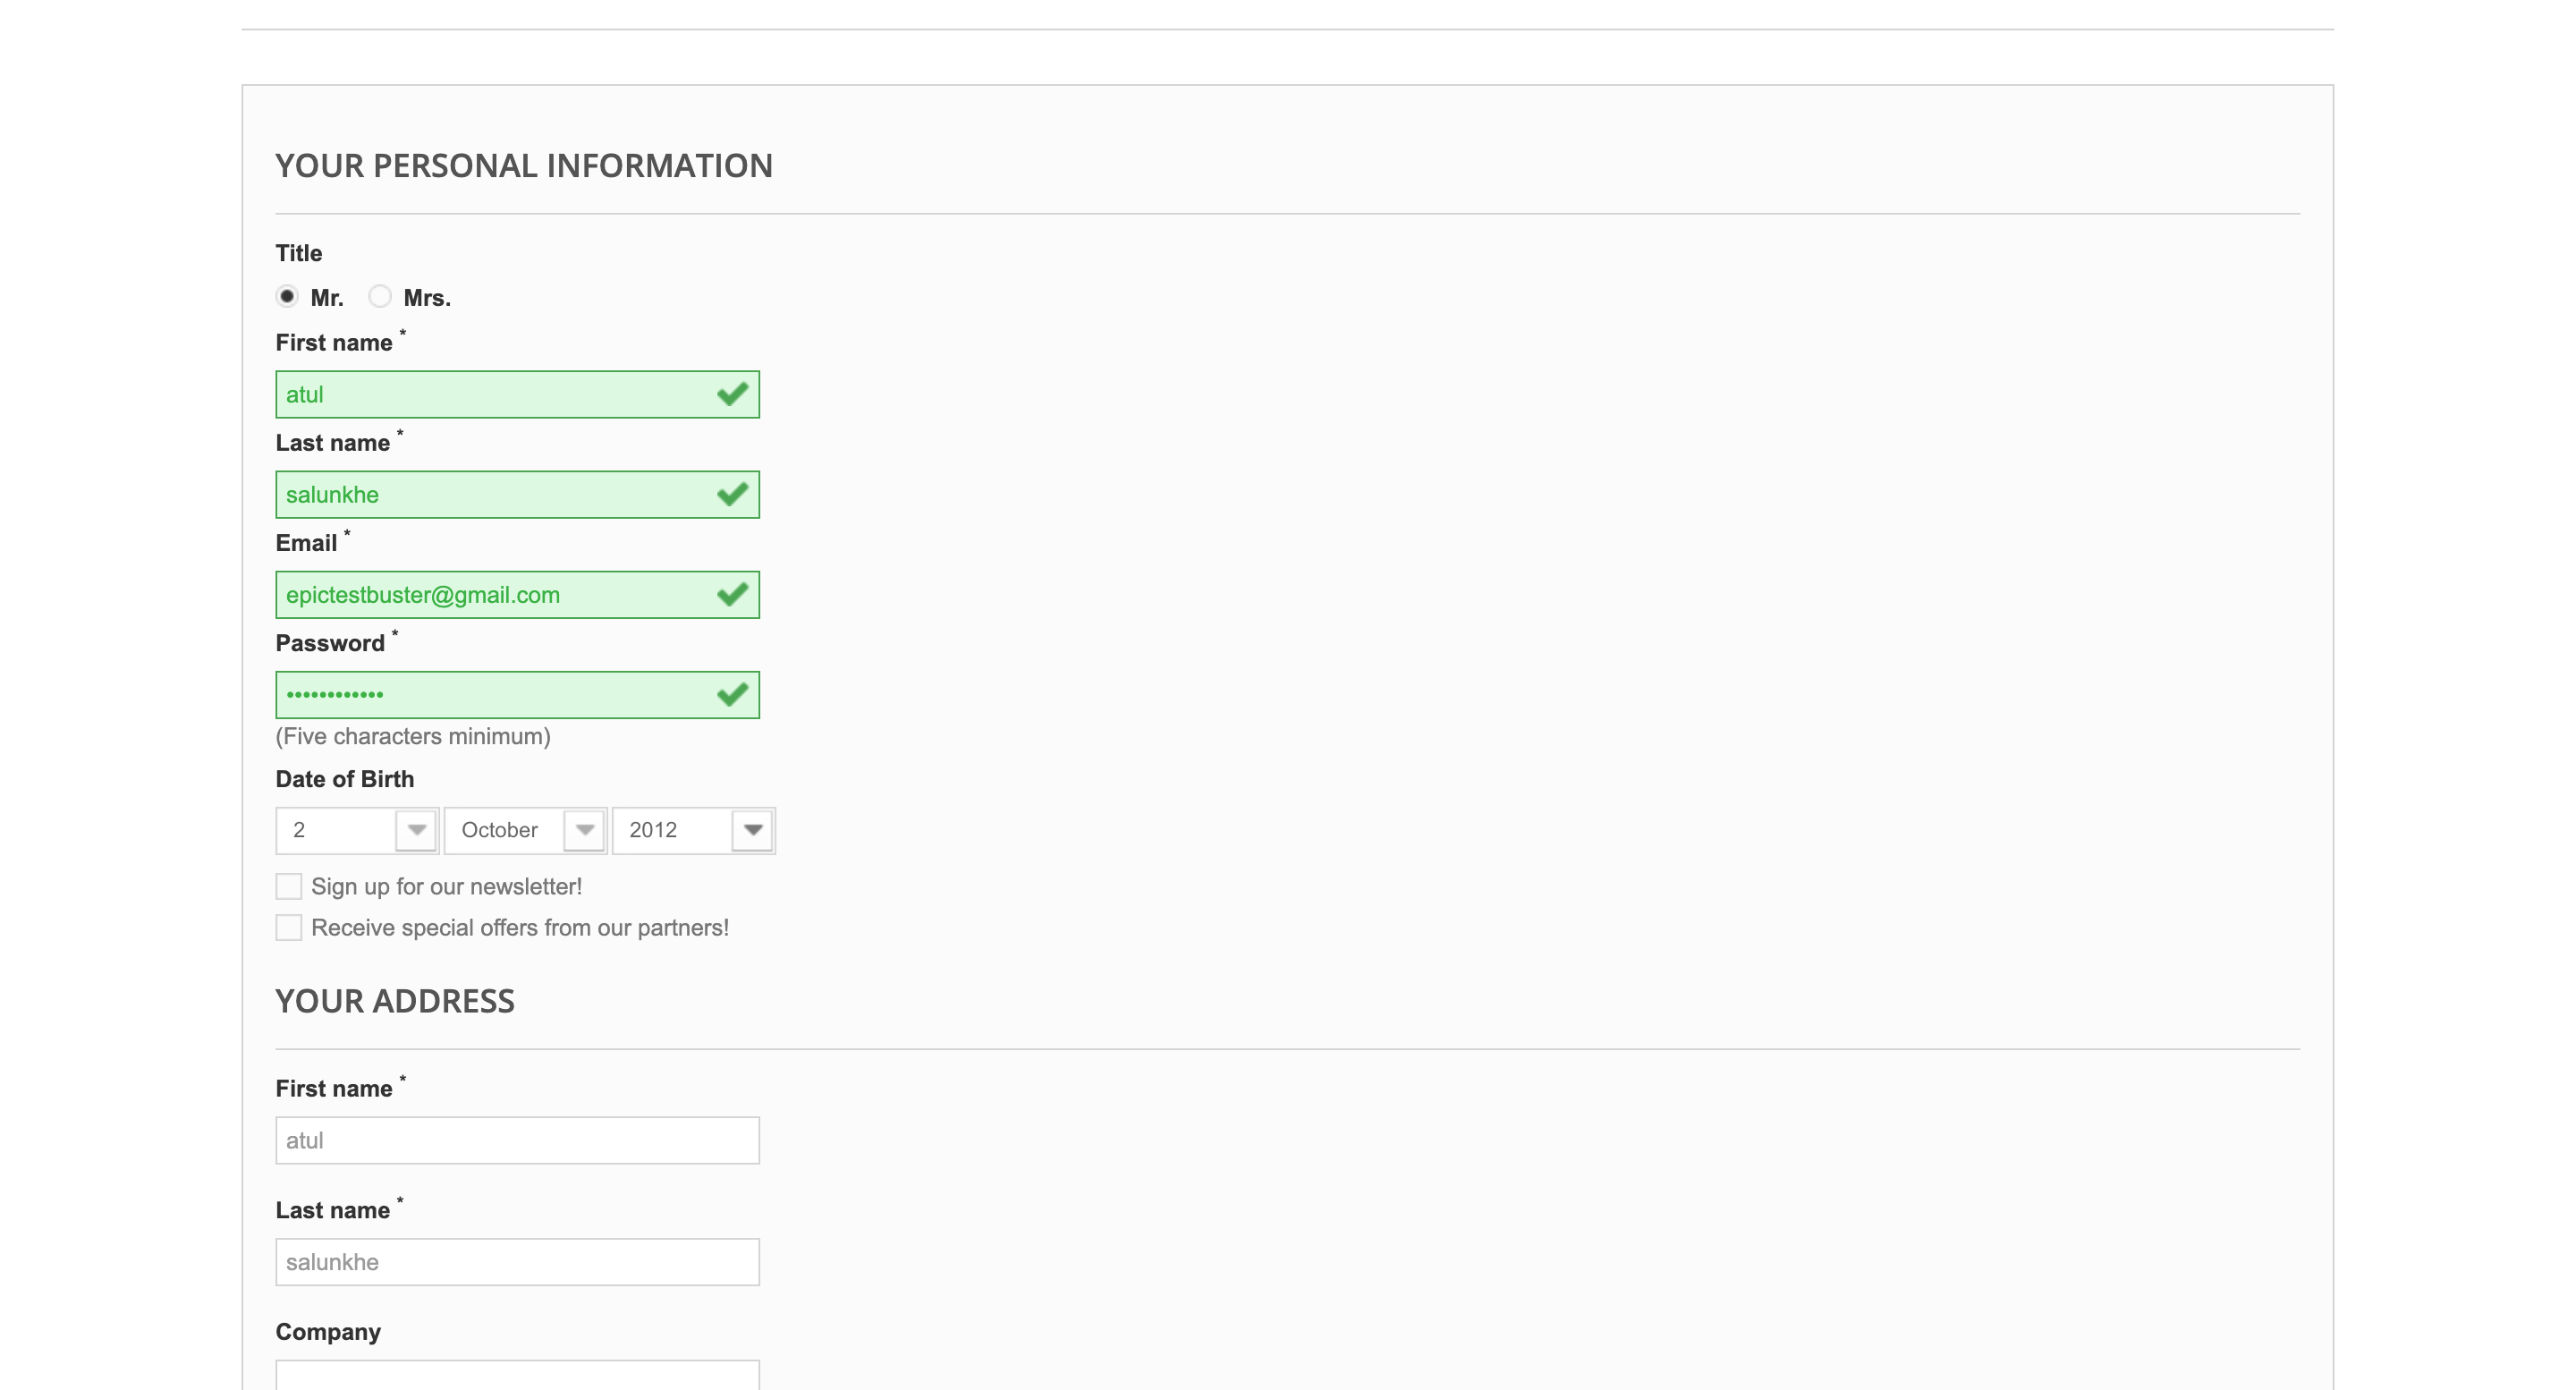 YOUR PERSONAL INFORMATION
Title
Mr. Mrs.
First name *
atul
Last name *
salunkhe
Email *
epictestbuster@gmail.com
Password *
••••••••••••
(Five characters minimum)
Date of Birth
2 October 2012
Sign up for our newsletter!
Receive special offers from our partners!
YOUR ADDRESS
First name *
atul
Last name *
salunkhe
Company